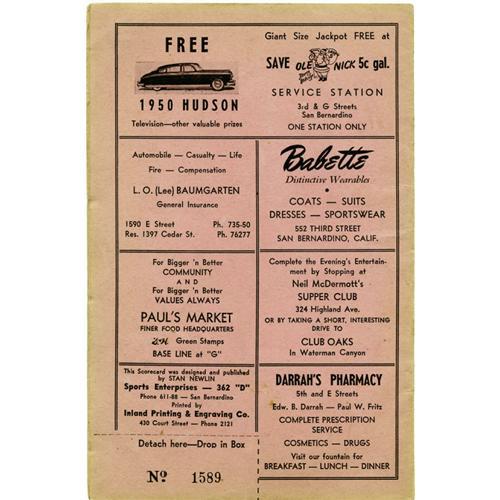 FREE
1950 HUDSON
Television—other valuable prizes
Giant Size Jackpot FREE at
SAVE OLE NICK 5c gal.
SERVICE STATION
3rd & G Streets
San Bernardino
ONE STATION ONLY
Automobile — Casualty — Life
Fire — Compensation
L. O. (Lee) BAUMGARTEN
General Insurance
1590 E Street Ph. 735-50
Res. 1397 Cedar St. Ph. 76277
Babette
Distinctive Wearables
COATS — SUITS
DRESSES — SPORTSWEAR
552 THIRD STREET
SAN BERNARDINO, CALIF.
For Bigger 'n Better
COMMUNITY
AND
For Bigger 'n Better
VALUES ALWAYS
PAUL'S MARKET
FINER FOOD HEADQUARTERS
S&H Green Stamps
BASE LINE at "G"
Complete the Evening's Entertain-
ment by Stopping at
Neil McDermott's
SUPPER CLUB
324 Highland Ave.
OR BY TAKING A SHORT, INTERESTING
DRIVE TO
CLUB OAKS
In Waterman Canyon
This Scorecard was designed and published
by STAN NEWLIN
Sports Enterprises — 362 "D"
Phone 611-88 — San Bernardino
Printed by
Inland Printing & Engraving Co.
430 Court Street — Phone 2121
DARRAH'S PHARMACY
5th and E Streets
Edw. B. Darrah — Paul W. Fritz
COMPLETE PRESCRIPTION
SERVICE
COSMETICS — DRUGS
Visit our fountain for
BREAKFAST — LUNCH — DINNER
Detach here—Drop in Box
Nº 1589